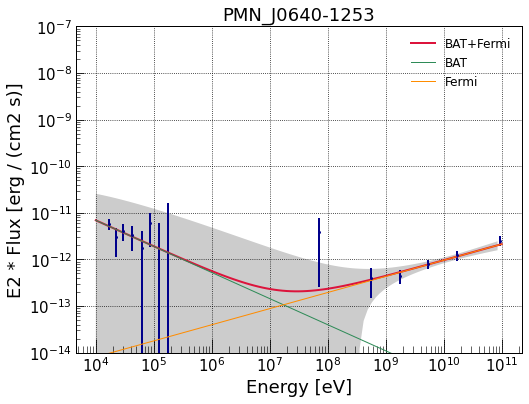 PMN_J0640-1253
10^-7
10^-8
10^-9
10^-10
10^-11
10^-12
10^-13
10^-14
E2 * Flux [erg / (cm2 s)]
BAT+Fermi
BAT
Fermi
10^4 10^5 10^6 10^7 10^8 10^9 10^10 10^11
Energy [eV]